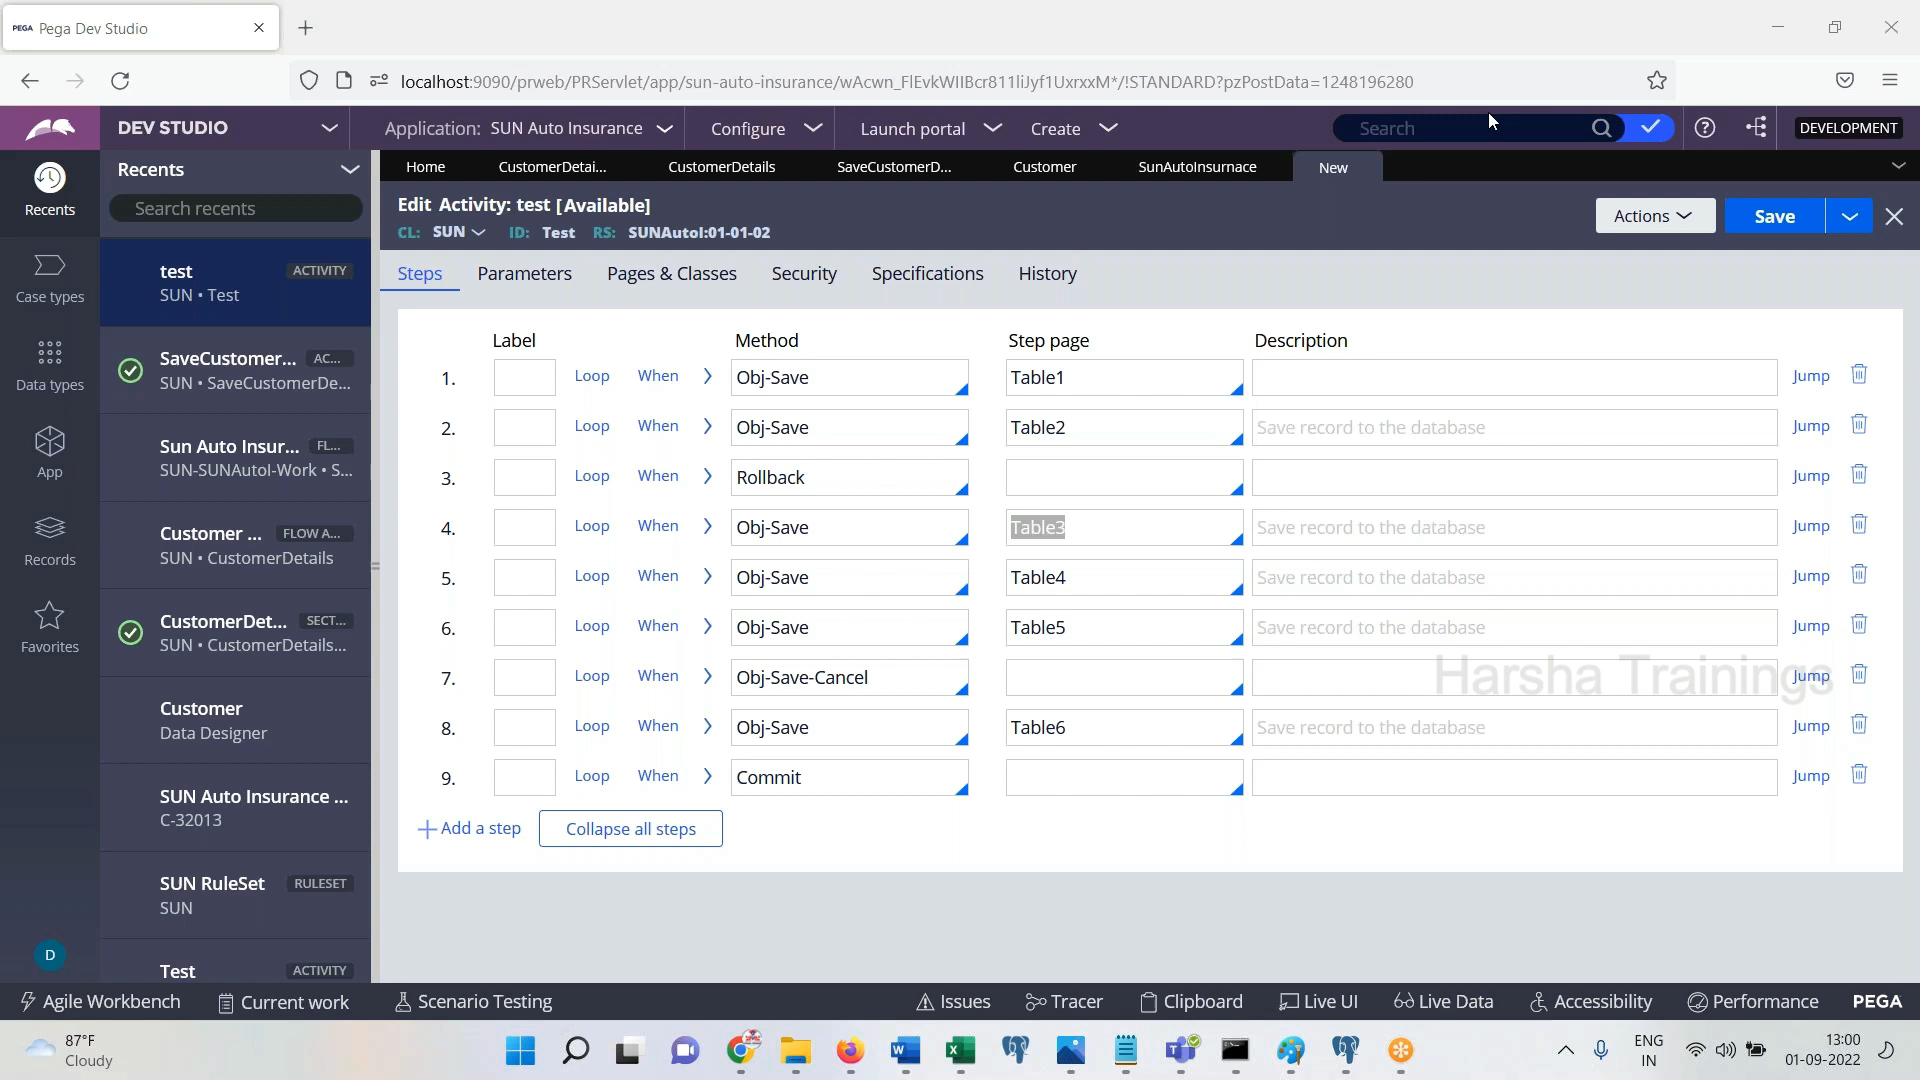 PEGA Pega Dev Studio
localhost:9090/prweb/PRServlet/app/sun-auto-insurance/wAcwn_FlEvkWIIBcr811liJyf1UxrxxM*/!STANDARD?pzPostData=1248196280
DEV STUDIO
Application: SUN Auto Insurance
Configure
Launch portal
Create
Search
DEVELOPMENT
Recents
Search recents
Home
CustomerDetai...
CustomerDetails
SaveCustomerD...
Customer
SunAutoInsurnace
New
Edit Activity: test [Available]
CL: SUN ID: Test RS: SUNAutoI:01-01-02
Actions
Save
Steps
Parameters
Pages & Classes
Security
Specifications
History
Recents
Case types
Data types
App
Records
Favorites
D
test ACTIVITY
SUN • Test
SaveCustomer... AC...
SUN • SaveCustomerDe...
Sun Auto Insur... FL...
SUN-SUNAutoI-Work • S...
Customer ... FLOW A...
SUN • CustomerDetails
CustomerDet... SECT...
SUN • CustomerDetails...
Customer
Data Designer
SUN Auto Insurance ...
C-32013
SUN RuleSet RULESET
SUN
Test ACTIVITY
Label Method Step page Description
1. Loop When Obj-Save Table1 Jump
2. Loop When Obj-Save Table2 Save record to the database Jump
3. Loop When Rollback Jump
4. Loop When Obj-Save Table3 Save record to the database Jump
5. Loop When Obj-Save Table4 Save record to the database Jump
6. Loop When Obj-Save Table5 Save record to the database Jump
7. Loop When Obj-Save-Cancel Jump
Harsha Trainings
8. Loop When Obj-Save Table6 Save record to the database Jump
9. Loop When Commit Jump
Add a step
Collapse all steps
Agile Workbench
Current work
Scenario Testing
Issues
Tracer
Clipboard
Live UI
Live Data
Accessibility
Performance
PEGA
87°F
Cloudy
ENG
IN
13:00
01-09-2022